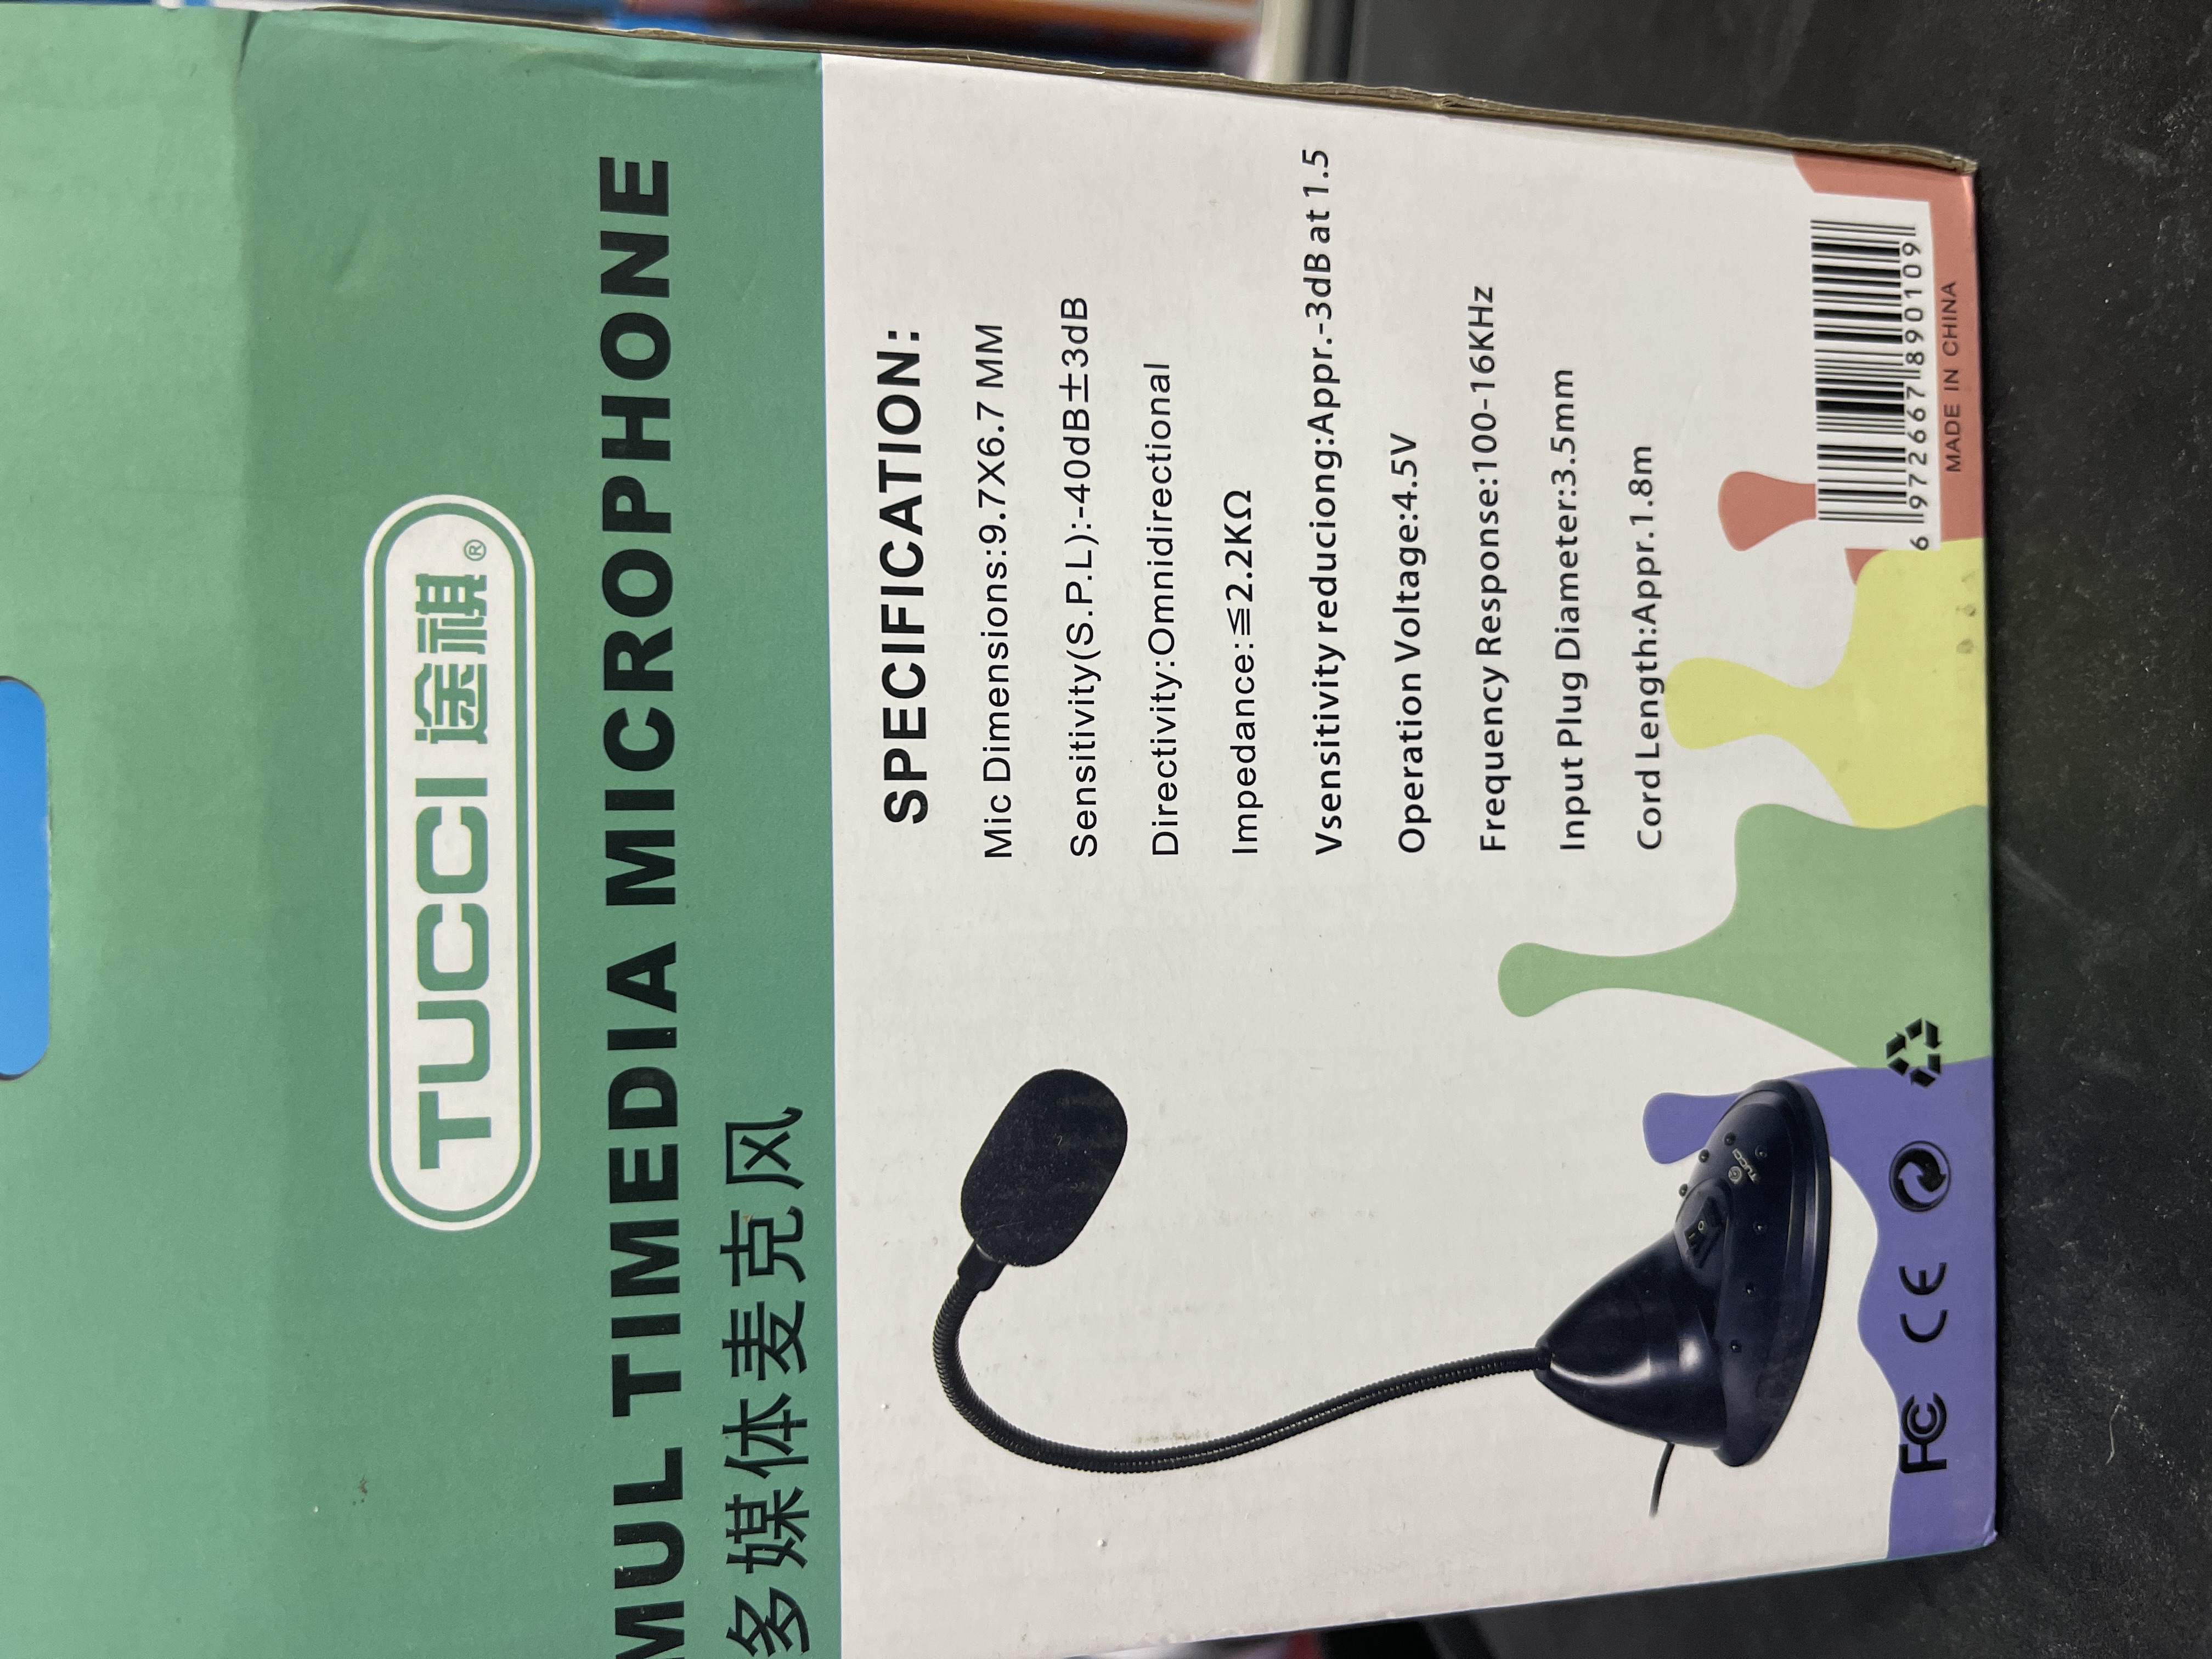 TUCCI 途祺®
MUL TIMEDIA MICROPHONE
多媒体麦克风
SPECIFICATION:
Mic Dimensions:9.7X6.7 MM
Sensitivity(S.P.L):-40dB±3dB
Directivity:Omnidirectional
Impedance:≦2.2KΩ
Vsensitivity reduciong:Appr.-3dB at 1.5
Operation Voltage:4.5V
Frequency Response:100-16KHz
Input Plug Diameter:3.5mm
Cord Length:Appr.1.8m
TUCCI
FC CE
6 972667 890109
MADE IN CHINA